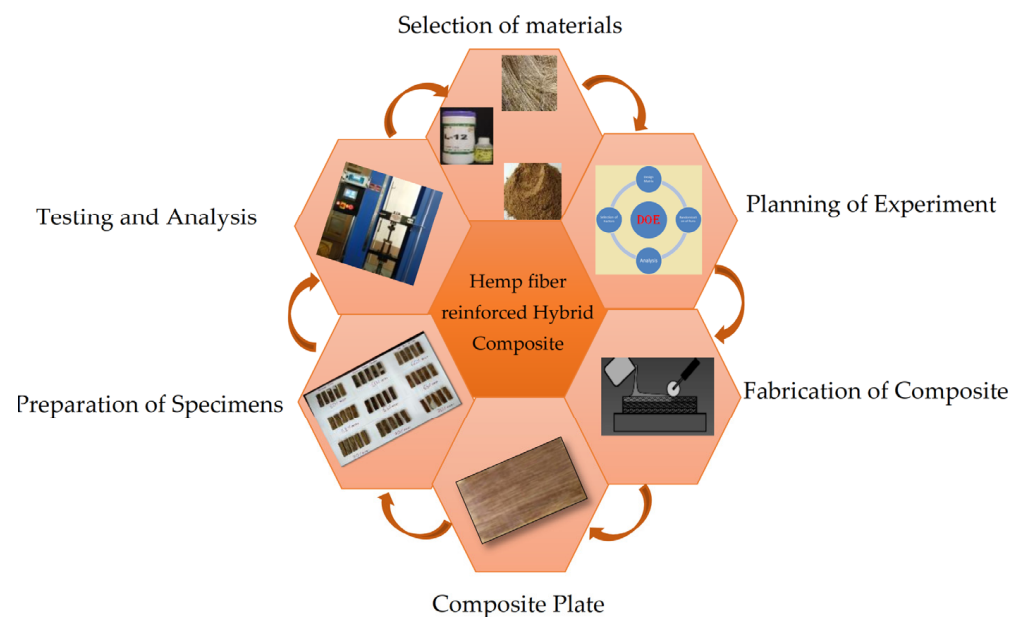 Selection of materials
L-12
Testing and Analysis
Planning of Experiment
DOE
Analysis
Hemp fiber
reinforced Hybrid
Composite
Preparation of Specimens
Fabrication of Composite
Composite Plate